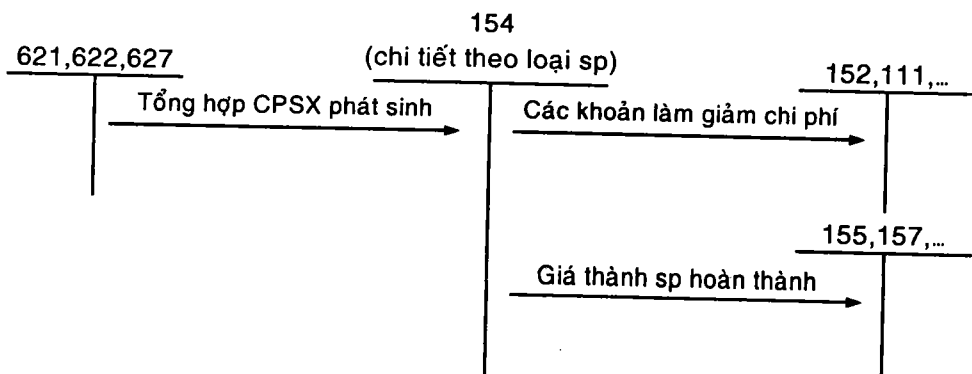 154
(chi tiết theo loại sp)
621,622,627
152,111,...
Tổng hợp CPSX phát sinh
Các khoản làm giảm chi phí
155,157,...
Giá thành sp hoàn thành